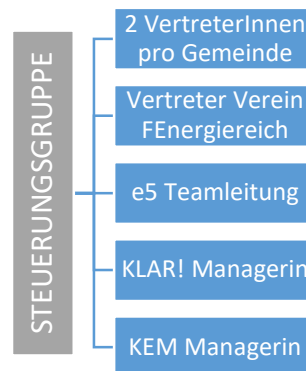 STEUERUNGSGRUPPE
2 VertreterInnen
pro Gemeinde
Vertreter Verein
FEnergiereich
e5 Teamleitung
KLAR! Managerin
KEM Managerin